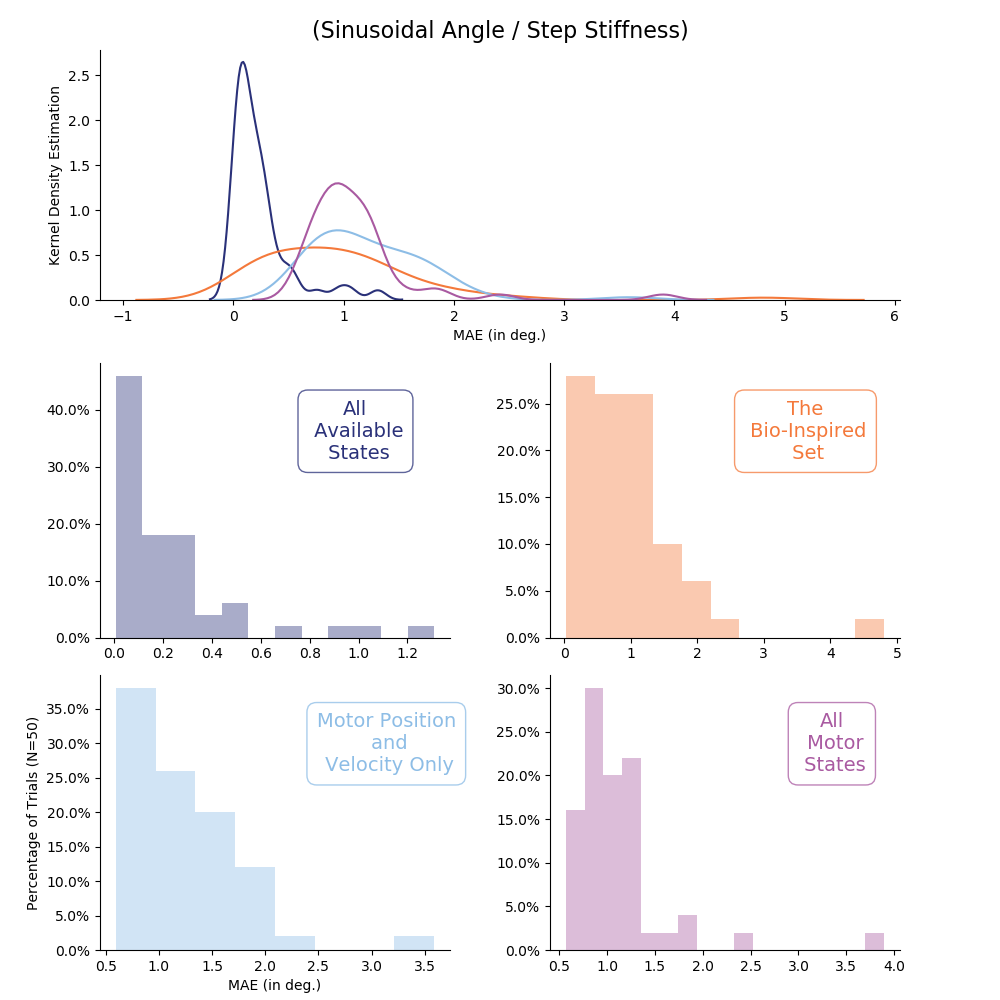 (Sinusoidal Angle / Step Stiffness)
Kernel Density Estimation
2.5
2.0
1.5
1.0
0.5
0.0
−1 0 1 2 3 4 5 6
MAE (in deg.)
40.0%
30.0%
20.0%
10.0%
0.0%
0.0 0.2 0.4 0.6 0.8 1.0 1.2
All
Available
States
25.0%
20.0%
15.0%
10.0%
5.0%
0.0%
0 1 2 3 4 5
The
Bio-Inspired
Set
Percentage of Trials (N=50)
35.0%
30.0%
25.0%
20.0%
15.0%
10.0%
5.0%
0.0%
0.5 1.0 1.5 2.0 2.5 3.0 3.5
MAE (in deg.)
Motor Position
and
Velocity Only
30.0%
25.0%
20.0%
15.0%
10.0%
5.0%
0.0%
0.5 1.0 1.5 2.0 2.5 3.0 3.5 4.0
All
Motor
States